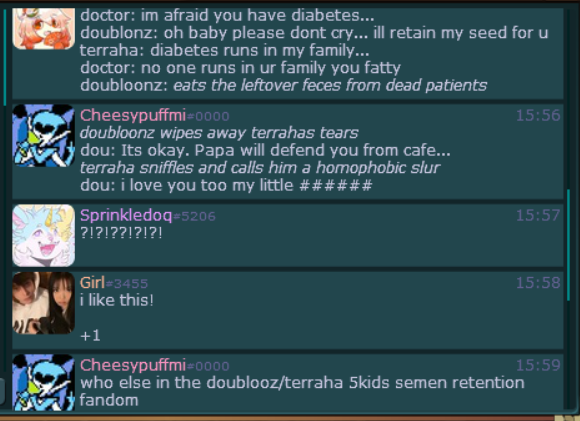 doctor: im afraid you have diabetes...
doublonz: oh baby please dont cry... ill retain my seed for u
terraha: diabetes runs in my family...
doctor: no one runs in ur family you fatty
doubloonz: eats the leftover feces from dead patients
Cheesypuffmi#0000 15:56
doubloonz wipes away terrahas tears
dou: Its okay. Papa will defend you from cafe...
terraha sniffles and calls him a homophobic slur
dou: i love you too my little ######
Sprinkledoq#5206 15:57
?!?!??!?!?!
Girl#3455 15:58
i like this!
+1
Cheesypuffmi#0000 15:59
who else in the doublooz/terraha 5kids semen retention
fandom